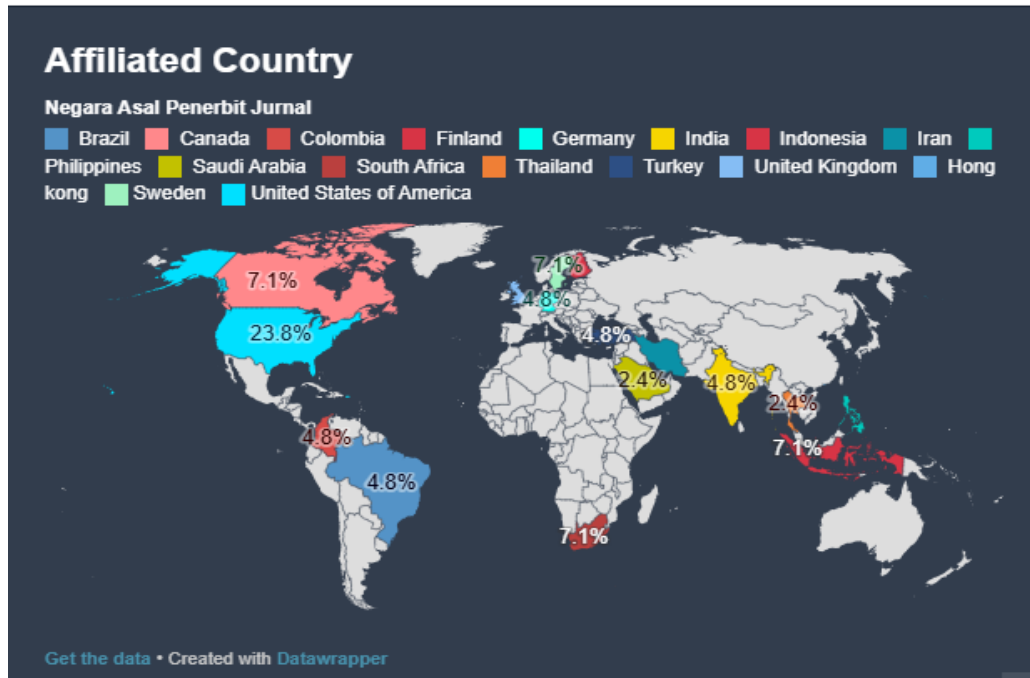 Affiliated Country
Negara Asal Penerbit Jurnal
Brazil Canada Colombia Finland Germany India Indonesia Iran
Philippines Saudi Arabia South Africa Thailand Turkey United Kingdom Hong
kong Sweden United States of America
7.1%
7.1%
4.8%
23.8%
4.8%
2.4%
4.8%
2.4%
4.8%
7.1%
4.8%
7.1%
Get the data • Created with Datawrapper